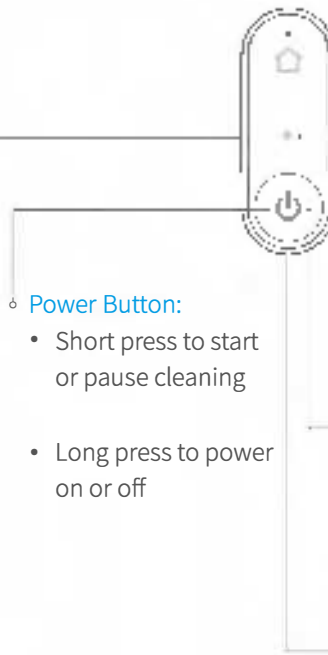 Power Button:
• Short press to start
or pause cleaning
• Long press to power
on or off